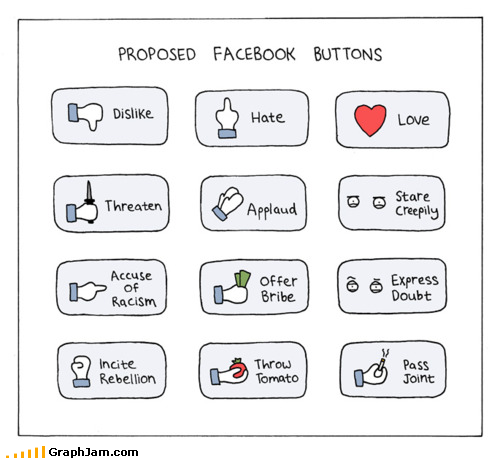 PROPOSED FACEBOOK BUTTONS
Dislike
Hate
Love
Threaten
Applaud
Stare
Creepily
Accuse
of
Racism
Offer
Bribe
Express
Doubt
Incite
Rebellion
Throw
Tomato
Pass
Joint
GraphJam.com